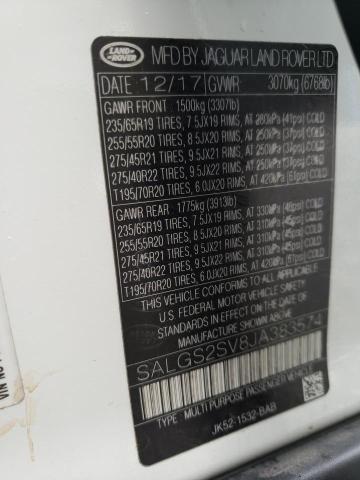 LAND
ROVER
MFD BY JAGUAR LAND ROVER LTD
DATE 12/17 GVWR 3070kg (6768lb)
GAWR FRONT 1500kg (3307lb)
235/65R19 TIRES, 7.5JX19 RIMS, AT 280kPa (41psi) COLD
255/55R20 TIRES, 8.5JX20 RIMS, AT 250kPa (37psi) COLD
275/45R21 TIRES, 9.5JX21 RIMS, AT 250kPa (37psi) COLD
275/40R22 TIRES, 9.5JX22 RIMS, AT 250kPa (37psi) COLD
T195/70R20 TIRES, 6.0JX20 RIMS, AT 420kPa (61psi) COLD
GAWR REAR 1775kg (3913lb)
235/65R19 TIRES, 7.5JX19 RIMS, AT 330kPa (48psi) COLD
255/55R20 TIRES, 8.5JX20 RIMS, AT 310kPa (45psi) COLD
275/45R21 TIRES, 9.5JX21 RIMS, AT 310kPa (45psi) COLD
275/40R22 TIRES, 9.5JX22 RIMS, AT 310kPa (45psi) COLD
T195/70R20 TIRES, 6.0JX20 RIMS, AT 420kPa (61psi) COLD
THIS VEHICLE CONFORMS TO ALL APPLICABLE
FEDERAL MOTOR VEHICLE SAFETY STANDARDS
IN EFFECT ON THE DATE OF MANUFACTURE
SHOWN ABOVE.
SALGS2SV8JA383574
TYPE: MULTI PURPOSE PASSENGER VEHICLE
JK52-1532-BAB
VIN NO